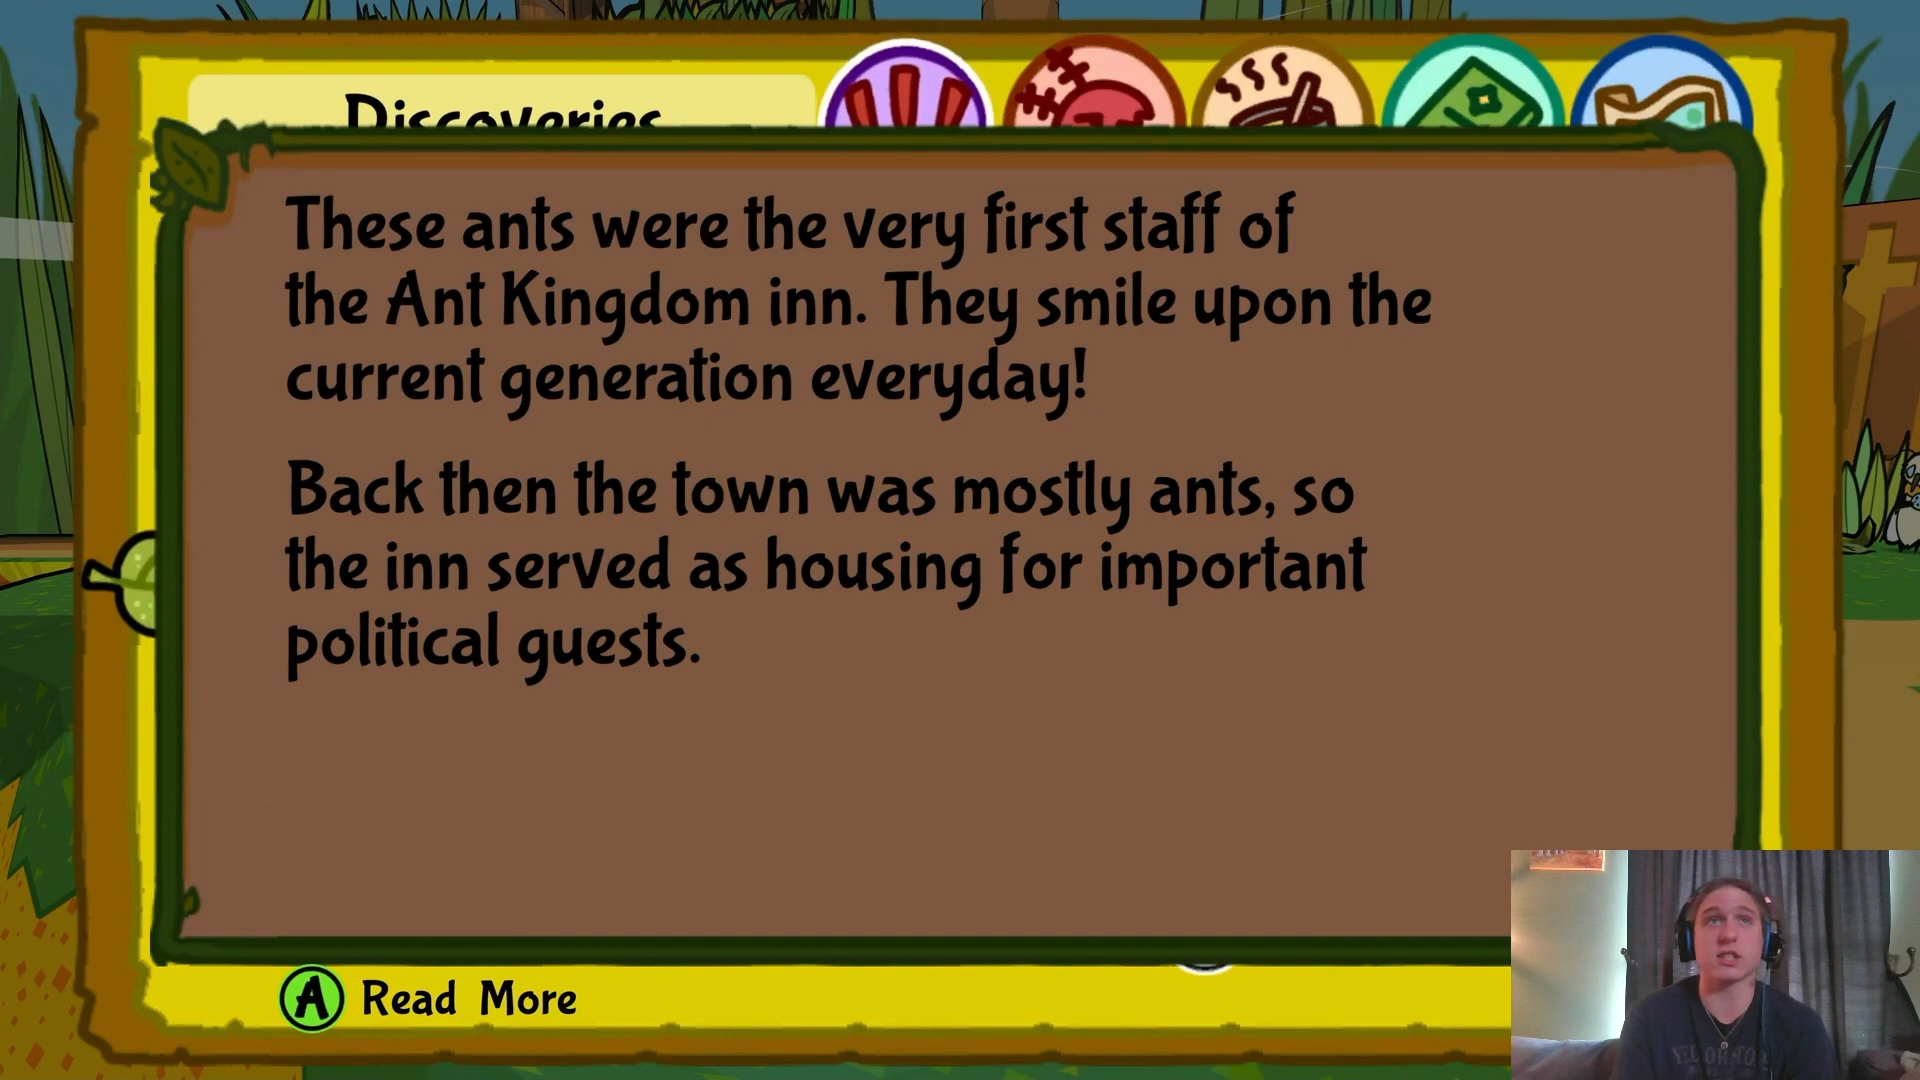 Discoveries
These ants were the very first staff of
the Ant Kingdom inn. They smile upon the
current generation everyday!
Back then the town was mostly ants, so
the inn served as housing for important
political guests.
A Read More